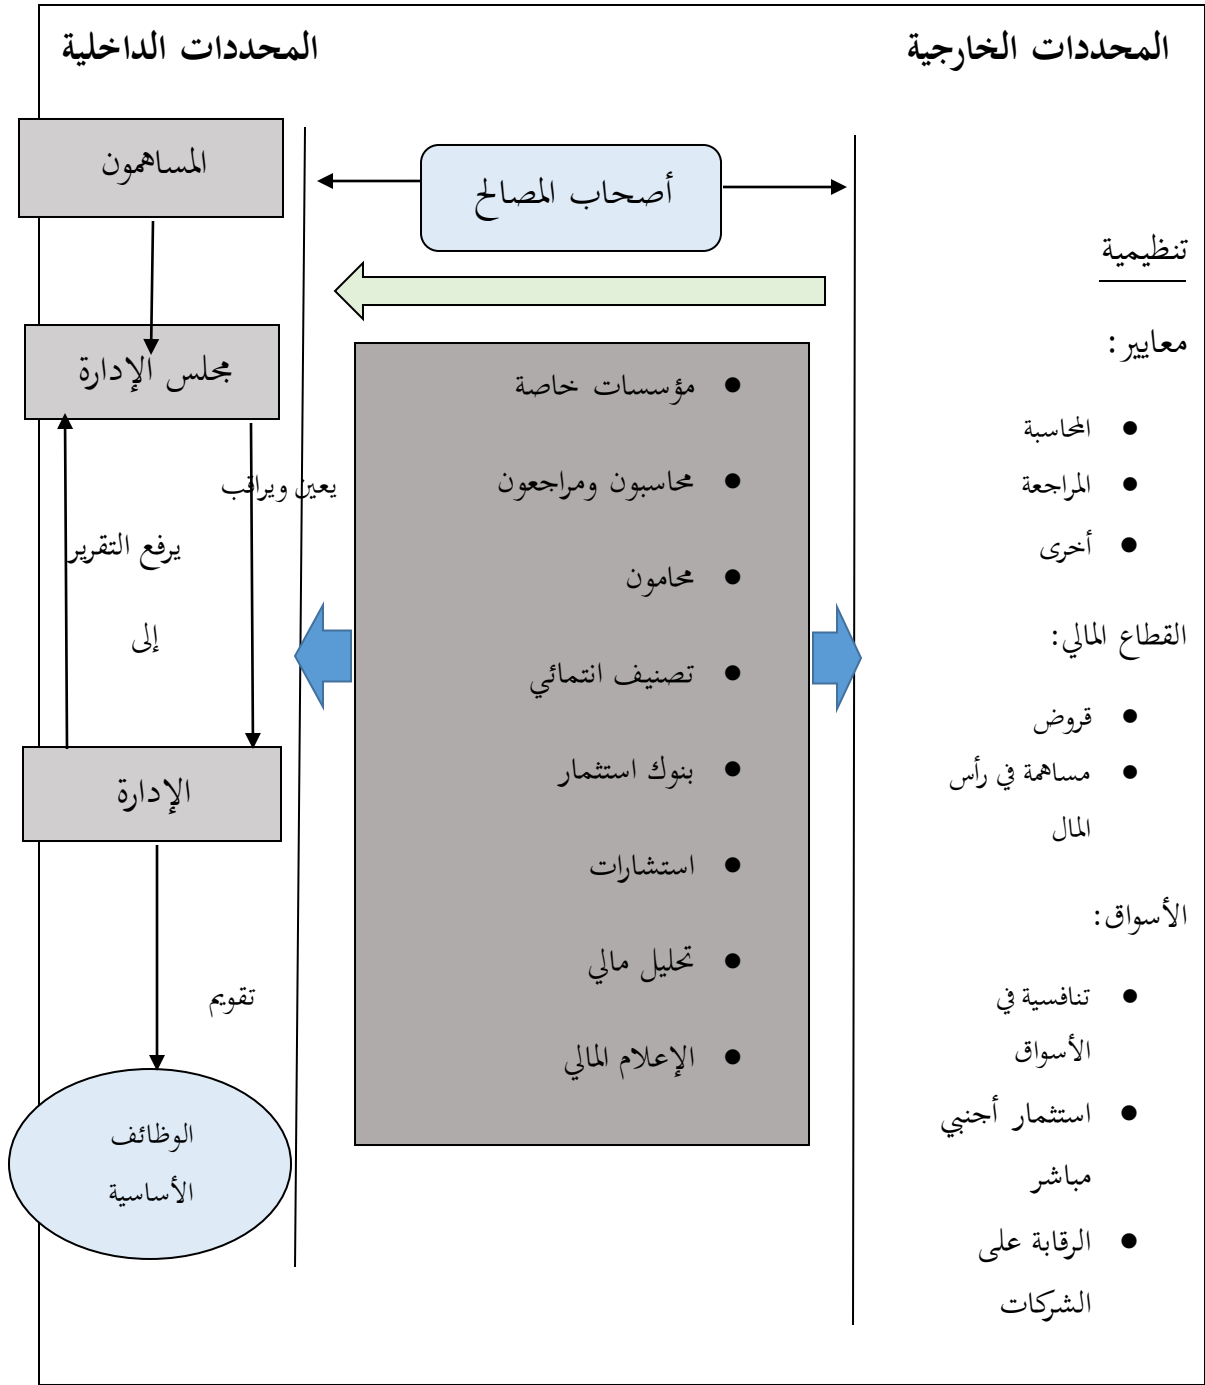 المحددات الخارجية
المحددات الداخلية
تنظيمية
معايير:
● المحاسبة
● المراجعة
● أخرى
القطاع المالي:
● قروض
● مساهمة في رأس
المال
الأسواق:
● تنافسية في
الأسواق
● استثمار أجنبي
مباشر
● الرقابة على
الشركات
أصحاب المصالح
● مؤسسات خاصة
● محاسبون ومراجعون
● محامون
● تصنيف انتمائي
● بنوك استثمار
● استشارات
● تحليل مالي
● الإعلام المالي
المساهمون
مجلس الإدارة
يعين ويراقب
يرفع التقرير
إلى
الإدارة
تقويم
الوظائف
الأساسية